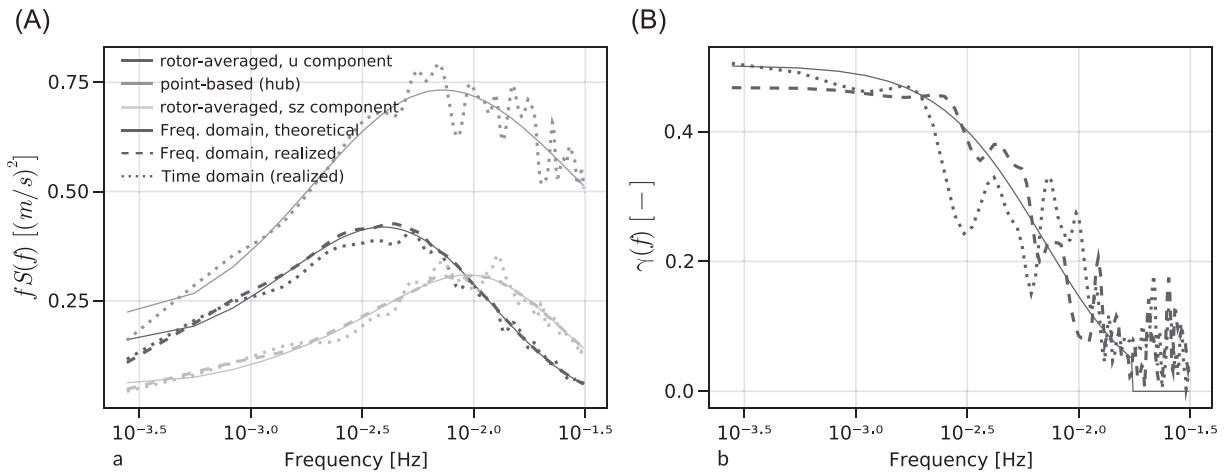 (A)
(B)
rotor-averaged, u component
point-based (hub)
rotor-averaged, sz component
Freq. domain, theoretical
Freq. domain, realized
Time domain (realized)
0.75
0.50
0.25
fS(f) [(m/s)²]
10⁻³·⁵
10⁻³·⁰
10⁻²·⁵
10⁻²·⁰
10⁻¹·⁵
Frequency [Hz]
a
0.4
0.2
0.0
γ(f) [−]
10⁻³·⁵
10⁻³·⁰
10⁻²·⁵
10⁻²·⁰
10⁻¹·⁵
Frequency [Hz]
b